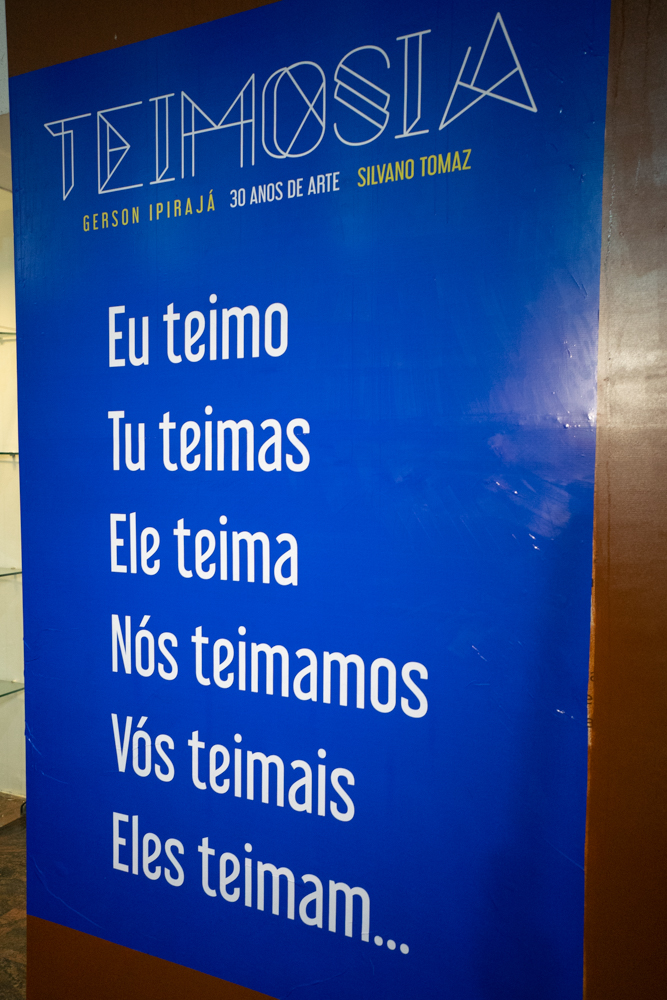 TEIMOSIA
GERSON IPIRAJÁ 30 ANOS DE ARTE SILVANO TOMAZ
Eu teimo
Tu teimas
Ele teima
Nós teimamos
Vós teimais
Eles teimam...